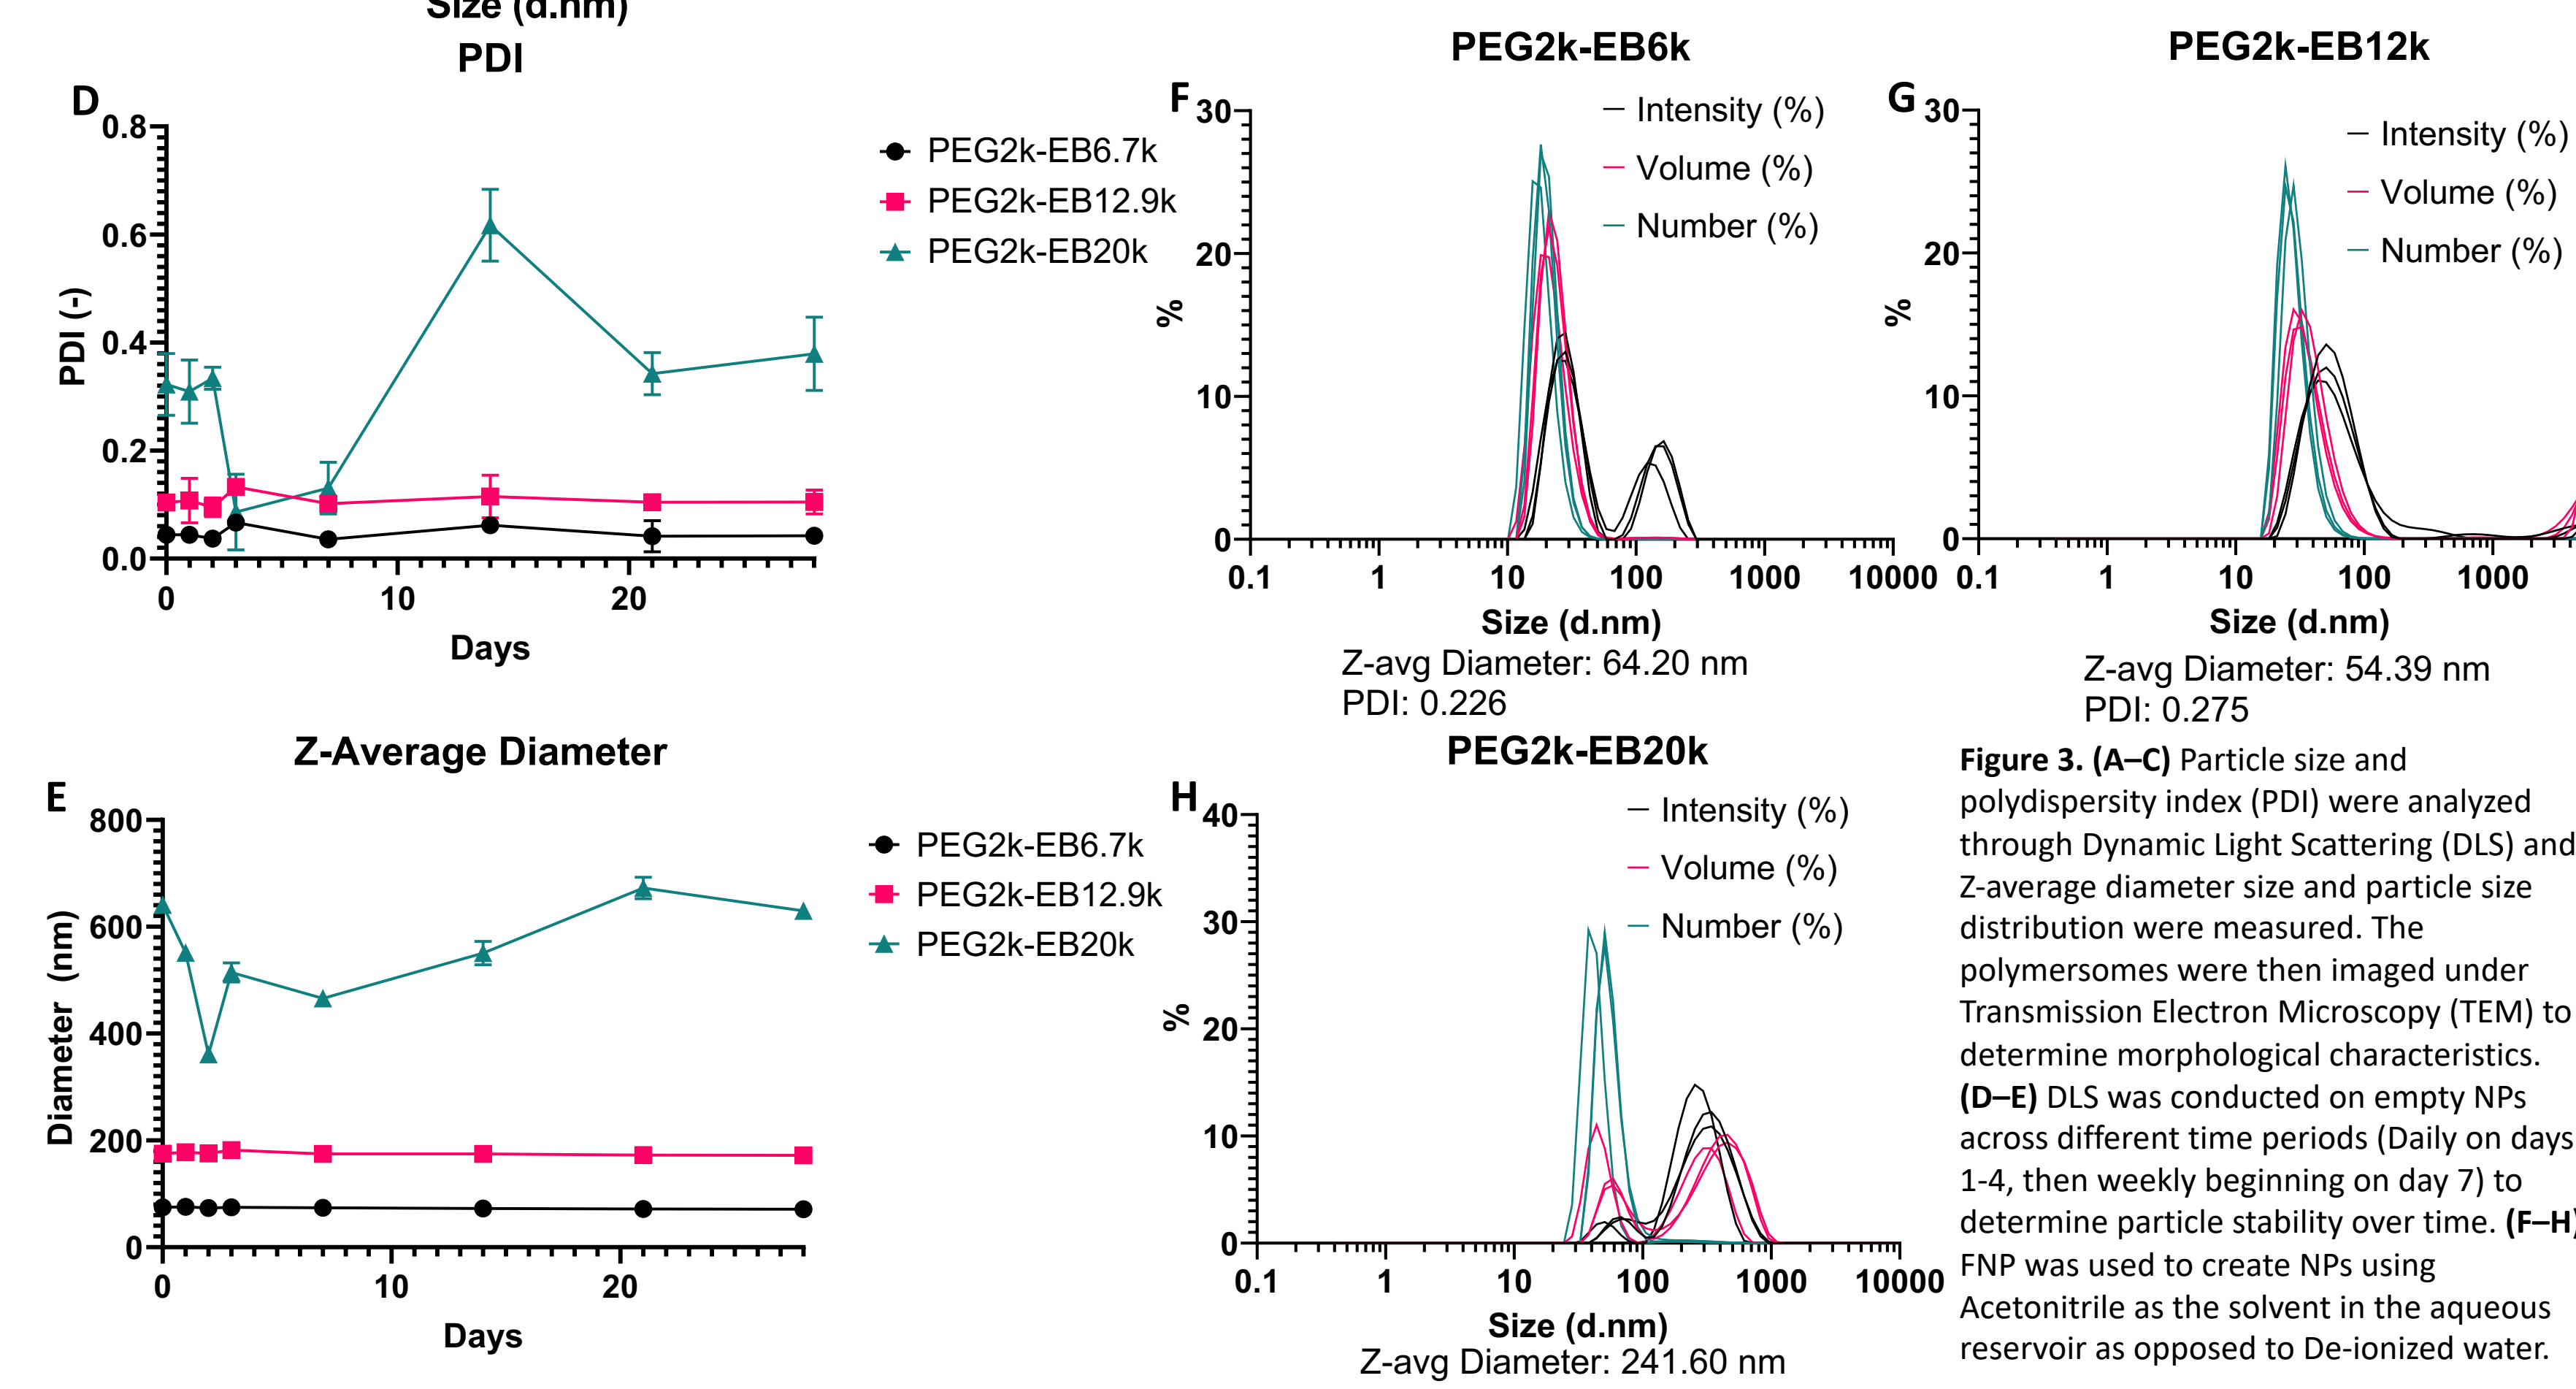 Size (d.nm)
PDI
D
0.8
0.6
0.4
0.2
0.0
PDI (-)
0
10
20
Days
PEG2k-EB6.7k
PEG2k-EB12.9k
PEG2k-EB20k
Z-Average Diameter
E
800
600
400
200
0
Diameter (nm)
0
10
20
Days
PEG2k-EB6.7k
PEG2k-EB12.9k
PEG2k-EB20k
PEG2k-EB6k
F
30
20
10
0
%
Intensity (%)
Volume (%)
Number (%)
0.1
1
10
100
1000
10000
Size (d.nm)
Z-avg Diameter: 64.20 nm
PDI: 0.226
PEG2k-EB12k
G
30
20
10
0
%
Intensity (%)
Volume (%)
Number (%)
0.1
1
10
100
1000
Size (d.nm)
Z-avg Diameter: 54.39 nm
PDI: 0.275
PEG2k-EB20k
H
40
30
20
10
0
%
Intensity (%)
Volume (%)
Number (%)
0.1
1
10
100
1000
10000
Size (d.nm)
Z-avg Diameter: 241.60 nm
Figure 3. (A–C) Particle size and
polydispersity index (PDI) were analyzed
through Dynamic Light Scattering (DLS) and
Z-average diameter size and particle size
distribution were measured. The
polymersomes were then imaged under
Transmission Electron Microscopy (TEM) to
determine morphological characteristics.
(D–E) DLS was conducted on empty NPs
across different time periods (Daily on days
1-4, then weekly beginning on day 7) to
determine particle stability over time. (F–H)
FNP was used to create NPs using
Acetonitrile as the solvent in the aqueous
reservoir as opposed to De-ionized water.